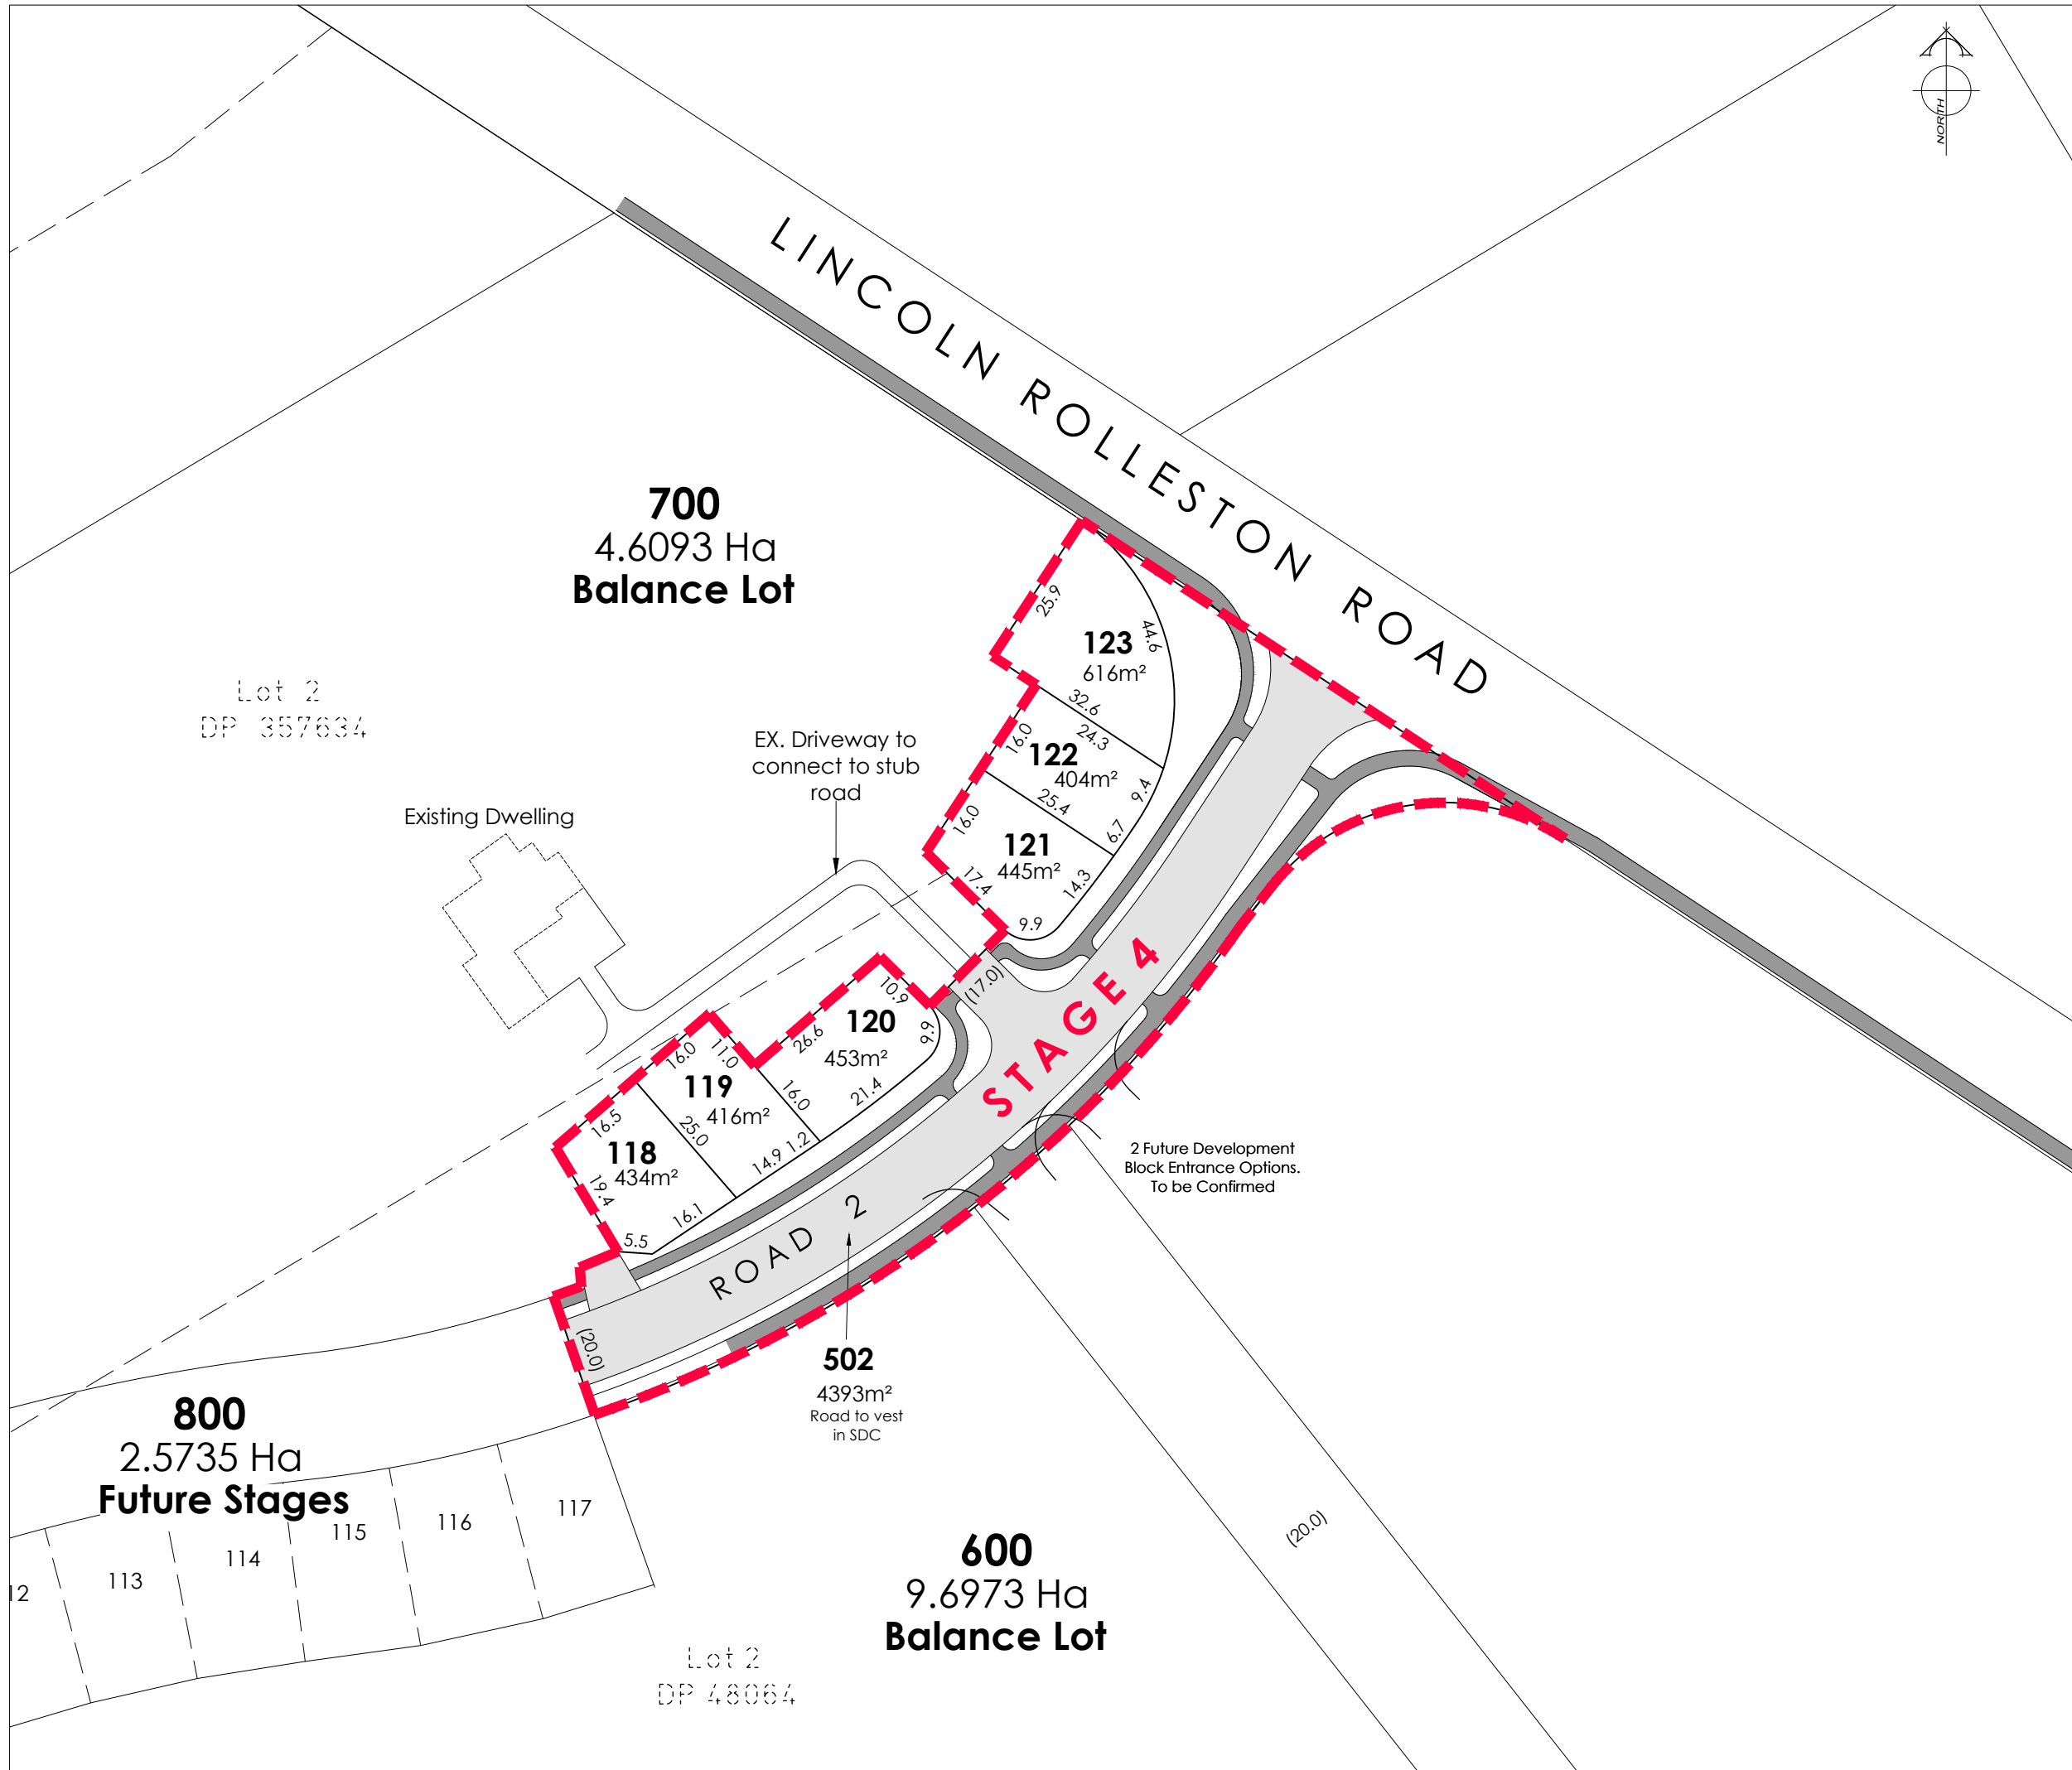 NORTH
LINCOLN ROLLESTON ROAD
700
4.6093 Ha
Balance Lot
25.9
44.6
123
616m²
32.6
24.3
16.0
122
404m²
9.4
25.4
6.7
16.0
121
445m²
17.4
14.3
9.9
Lot 2
DP 357634
EX. Driveway to
connect to stub
road
Existing Dwelling
(17.0)
STAGE 4
10.9
120
9.9
26.6
453m²
16.0
11.0
119
416m²
16.0
21.4
16.5
25.0
1.2
14.9
118
434m²
19.4
16.1
5.5
2 Future Development
Block Entrance Options.
To be Confirmed
ROAD 2
(20.0)
502
4393m²
Road to vest
in SDC
800
2.5735 Ha
Future Stages
117
116
115
114
113
12
600
9.6973 Ha
Balance Lot
(20.0)
Lot 2
DP 48064